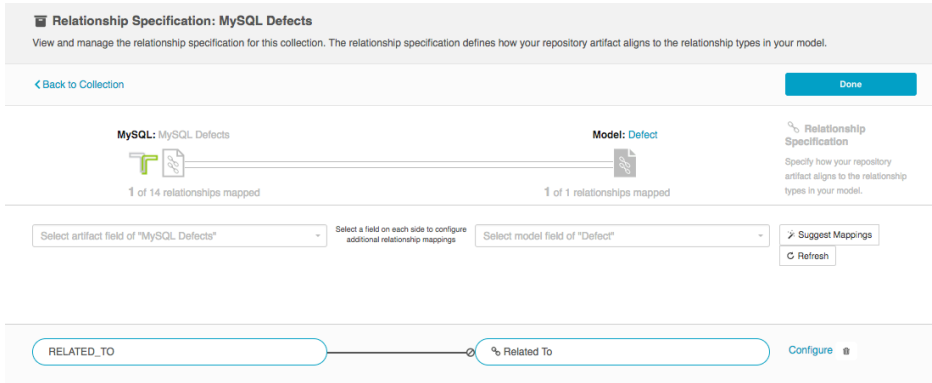 Relationship Specification: MySQL Defects
View and manage the relationship specification for this collection. The relationship specification defines how your repository artifact aligns to the relationship types in your model.
Back to Collection
Done
MySQL: MySQL Defects
Model: Defect
1 of 14 relationships mapped
1 of 1 relationships mapped
Relationship
Specification
Specify how your repository
artifact aligns to the relationship
types in your model.
Select artifact field of "MySQL Defects"
Select a field on each side to configure
additional relationship mappings
Select model field of "Defect"
Suggest Mappings
Refresh
RELATED_TO
Related To
Configure